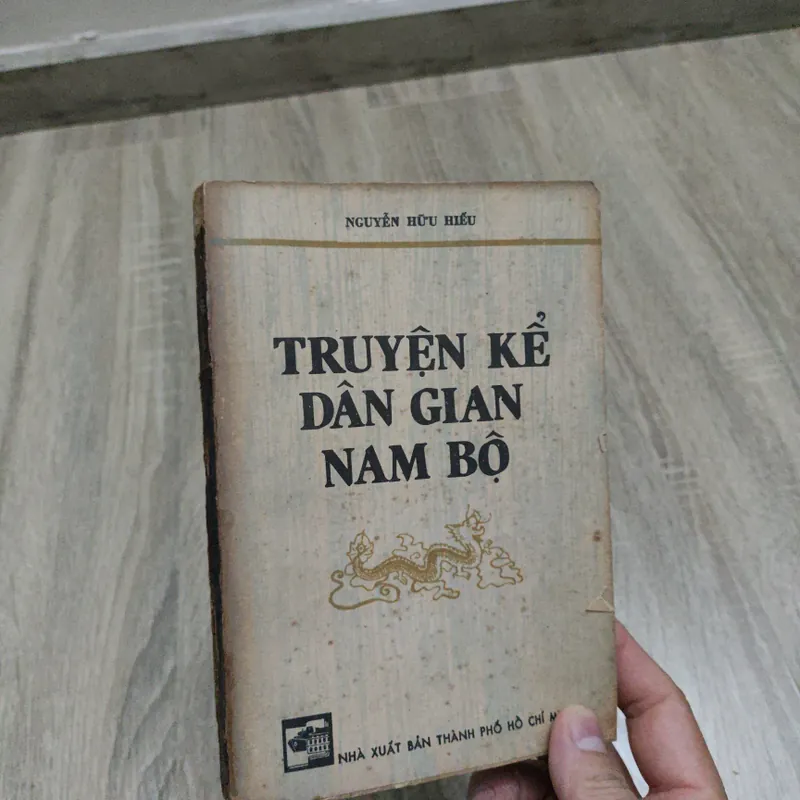 NGUYỄN HỮU HIẾU
TRUYỆN KỂ
DÂN GIAN
NAM BỘ
NHÀ XUẤT BẢN THÀNH PHỐ HỒ CHÍ